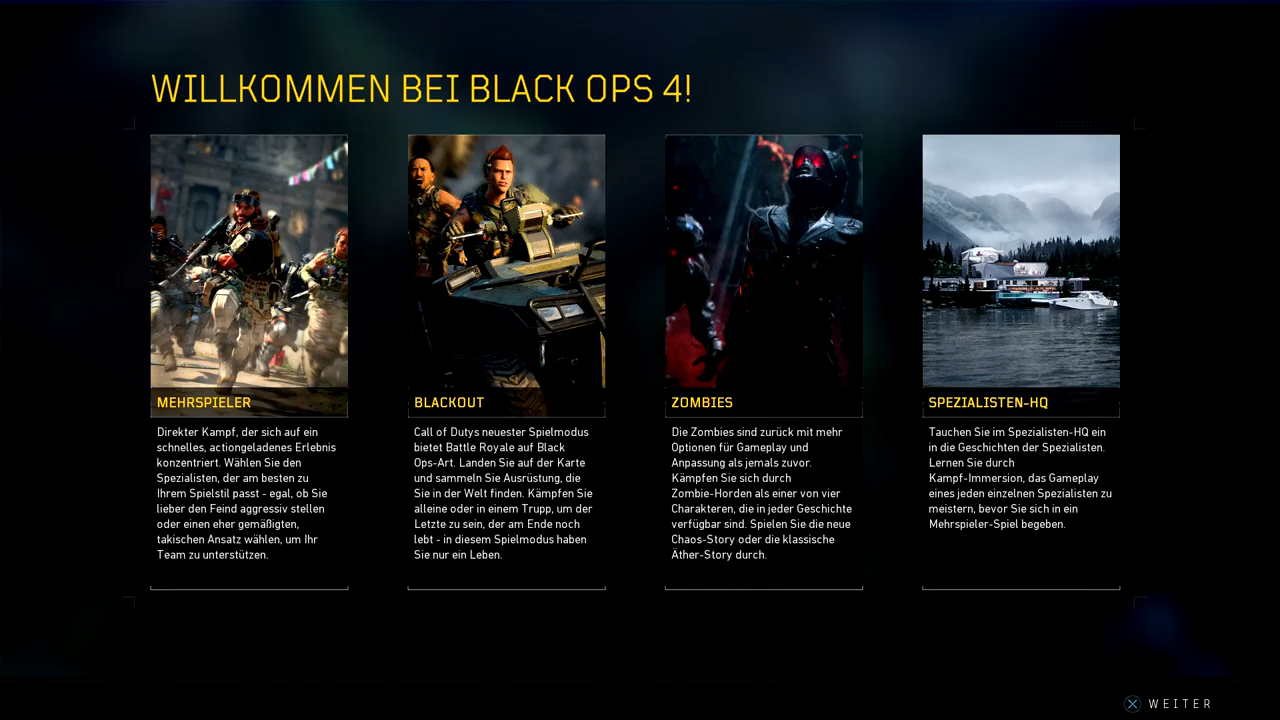 WILLKOMMEN BEI BLACK OPS 4!
MEHRSPIELER
Direkter Kampf, der sich auf ein
schnelles, actiongeladenes Erlebnis
konzentriert. Wählen Sie den
Spezialisten, der am besten zu
Ihrem Spielstil passt - egal, ob Sie
lieber den Feind aggressiv stellen
oder einen eher gemäßigten,
takischen Ansatz wählen, um Ihr
Team zu unterstützen.
BLACKOUT
Call of Dutys neuester Spielmodus
bietet Battle Royale auf Black
Ops-Art. Landen Sie auf der Karte
und sammeln Sie Ausrüstung, die
Sie in der Welt finden. Kämpfen Sie
alleine oder in einem Trupp, um der
Letzte zu sein, der am Ende noch
lebt - in diesem Spielmodus haben
Sie nur ein Leben.
ZOMBIES
Die Zombies sind zurück mit mehr
Optionen für Gameplay und
Anpassung als jemals zuvor.
Kämpfen Sie sich durch
Zombie-Horden als einer von vier
Charakteren, die in jeder Geschichte
verfügbar sind. Spielen Sie die neue
Chaos-Story oder die klassische
Äther-Story durch.
SPEZIALISTEN-HQ
Tauchen Sie im Spezialisten-HQ ein
in die Geschichten der Spezialisten.
Lernen Sie durch
Kampf-Immersion, das Gameplay
eines jeden einzelnen Spezialisten zu
meistern, bevor Sie sich in ein
Mehrspieler-Spiel begeben.
WEITER